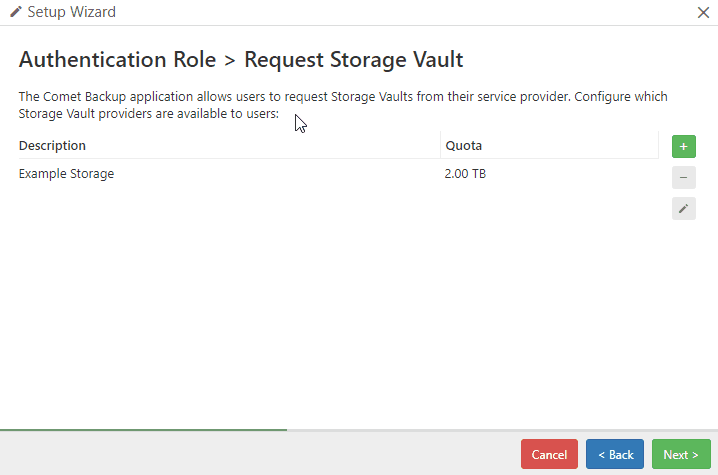 Setup Wizard
Authentication Role > Request Storage Vault
The Comet Backup application allows users to request Storage Vaults from their service provider. Configure which
Storage Vault providers are available to users:
Description Quota
Example Storage 2.00 TB
Cancel < Back Next >